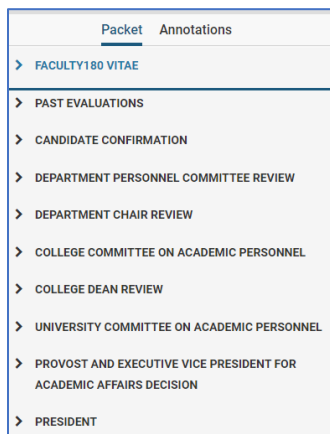 Packet Annotations
FACULTY180 VITAE
PAST EVALUATIONS
CANDIDATE CONFIRMATION
DEPARTMENT PERSONNEL COMMITTEE REVIEW
DEPARTMENT CHAIR REVIEW
COLLEGE COMMITTEE ON ACADEMIC PERSONNEL
COLLEGE DEAN REVIEW
UNIVERSITY COMMITTEE ON ACADEMIC PERSONNEL
PROVOST AND EXECUTIVE VICE PRESIDENT FOR
ACADEMIC AFFAIRS DECISION
PRESIDENT